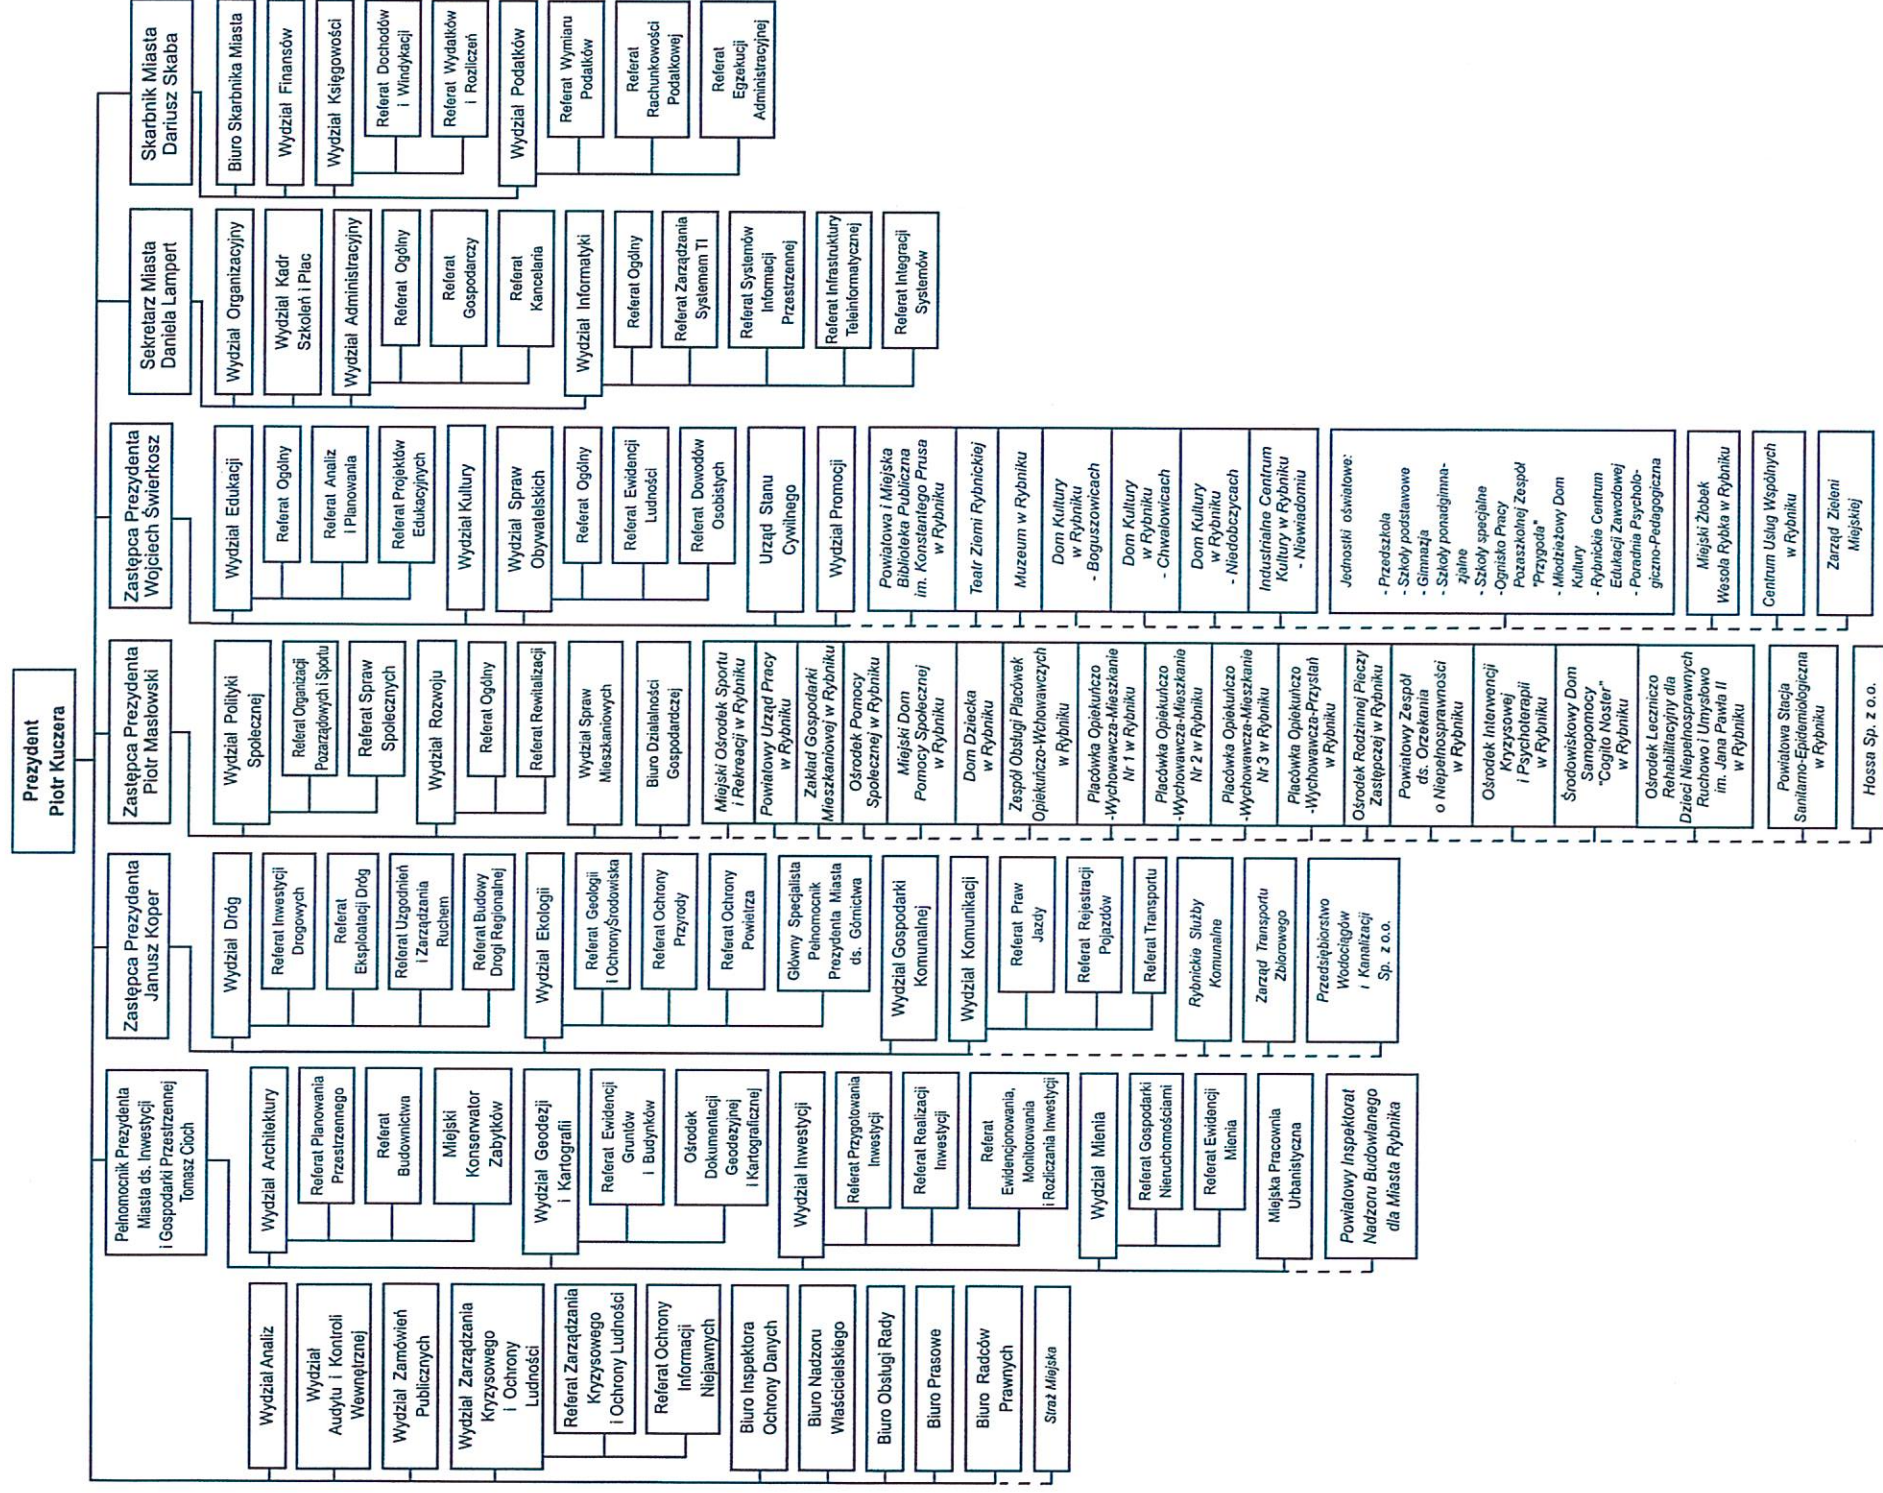 Prezydent
Piotr Kuczera
Wydział Analiz
Wydział
Audytu i Kontroli
Wewnętrznej
Wydział Zamówień
Publicznych
Wydział Zarządzania
Kryzysowego
i Ochrony
Ludności
Referat Zarządzania
Kryzysowego
i Ochrony Ludności
Referat Ochrony
Informacji
Niejawnych
Biuro Inspektora
Ochrony Danych
Biuro Nadzoru
Właścicielskiego
Biuro Obsługi Rady
Biuro Prasowe
Biuro Radców
Prawnych
Straż Miejska
Pełnomocnik Prezydenta
Miasta ds. Inwestycji
i Gospodarki Przestrzennej
Tomasz Cioch
Wydział Architektury
Referat Planowania
Przestrzennego
Referat
Budownictwa
Miejski
Konserwator
Zabytków
Wydział Geodezji
i Kartografii
Referat Ewidencji
Gruntów
i Budynków
Ośrodek
Dokumentacji
Geodezyjnej
i Kartograficznej
Wydział Inwestycji
Referat Przygotowania
Inwestycji
Referat Realizacji
Inwestycji
Referat
Ewidencjonowania,
Monitorowania
i Rozliczania Inwestycji
Wydział Mienia
Referat Gospodarki
Nieruchomościami
Referat Ewidencji
Mienia
Miejska Pracownia
Urbanistyczna
Powiatowy Inspektorat
Nadzoru Budowlanego
dla Miasta Rybnika
Zastępca Prezydenta
Janusz Koper
Wydział Dróg
Referat Inwestycji
Drogowych
Referat
Eksploatacji Dróg
Referat Uzgodnień
i Zarządzania
Ruchem
Referat Budowy
Drogi Regionalnej
Wydział Ekologii
Referat Geologii
i Ochrony Środowiska
Referat Ochrony
Przyrody
Referat Ochrony
Powietrza
Główny Specjalista
Pełnomocnik
Prezydenta Miasta
ds. Górnictwa
Wydział Gospodarki
Komunalnej
Wydział Komunikacji
Referat Praw
Jazdy
Referat Rejestracji
Pojazdów
Referat Transportu
Rybnickie Służby
Komunalne
Zarząd Transportu
Zbiorowego
Przedsiębiorstwo
Wodociągów
i Kanalizacji
Sp. z o.o.
Zastępca Prezydenta
Piotr Masłowski
Wydział Polityki
Społecznej
Referat Organizacji
Pozarządowych i Sportu
Referat Spraw
Społecznych
Wydział Rozwoju
Referat Ogólny
Referat Rewitalizacji
Wydział Spraw
Mieszkaniowych
Biuro Działalności
Gospodarczej
Miejski Ośrodek Sportu
i Rekreacji w Rybniku
Powiatowy Urząd Pracy
w Rybniku
Zakład Gospodarki
Mieszkaniowej w Rybniku
Ośrodek Pomocy
Społecznej w Rybniku
Miejski Dom
Pomocy Społecznej
w Rybniku
Dom Dziecka
w Rybniku
Zespół Obsługi Placówek
Opiekuńczo-Wchowawczych
w Rybniku
Placówka Opiekuńczo
-Wychowawcza-Mieszkanie
Nr 1 w Rybniku
Placówka Opiekuńczo
-Wychowawcza-Mieszkanie
Nr 2 w Rybniku
Placówka Opiekuńczo
-Wychowawcza-Mieszkanie
Nr 3 w Rybniku
Placówka Opiekuńczo
-Wychowawcza-Przystań
w Rybniku
Ośrodek Rodzinnej Pieczy
Zastępczej w Rybniku
Powiatowy Zespół
ds. Orzekania
o Niepełnosprawności
w Rybniku
Ośrodek Interwencji
Kryzysowej
i Psychoterapii
w Rybniku
Środowiskowy Dom
Samopomocy
"Cogito Noster"
w Rybniku
Ośrodek Leczniczo
Rehabilitacyjny dla
Dzieci Niepełnosprawnych
Ruchowo i Umysłowo
im. Jana Pawła II
w Rybniku
Powiatowa Stacja
Sanitarno-Epidemiologiczna
w Rybniku
Hossa Sp. z o.o.
Zastępca Prezydenta
Wojciech Świerkosz
Wydział Edukacji
Referat Ogólny
Referat Analiz
i Planowania
Referat Projektów
Edukacyjnych
Wydział Kultury
Wydział Spraw
Obywatelskich
Referat Ogólny
Referat Ewidencji
Ludności
Referat Dowodów
Osobistych
Urząd Stanu
Cywilnego
Wydział Promocji
Powiatowa i Miejska
Biblioteka Publiczna
im. Konstantego Prusa
w Rybniku
Teatr Ziemi Rybnickiej
Muzeum w Rybniku
Dom Kultury
w Rybniku
- Boguszowicach
Dom Kultury
w Rybniku
- Chwałowicach
Dom Kultury
w Rybniku
- Niedobczycach
Industrialne Centrum
Kultury w Rybniku
- Niewiadomiu
Jednostki oświatowe:
- Przedszkola
- Szkoły podstawowe
- Gimnazja
- Szkoły ponadgimna-
zjalne
- Szkoły specjalne
-Ognisko Pracy
Pozaszkolnej Zespół
"Przygoda"
- Młodzieżowy Dom
Kultury
- Rybnickie Centrum
Edukacji Zawodowej
- Poradnia Psycholo-
giczno-Pedagogiczna
Miejski Żłobek
Wesoła Rybka w Rybniku
Centrum Usług Wspólnych
w Rybniku
Zarząd Zieleni
Miejskiej
Sekretarz Miasta
Daniela Lampert
Wydział Organizacyjny
Wydział Kadr
Szkoleń i Płac
Wydział Administracyjny
Referat Ogólny
Referat
Gospodarczy
Referat
Kancelaria
Wydział Informatyki
Referat Ogólny
Referat Zarządzania
Systemem TI
Referat Systemów
Infomacji
Przestrzennej
Referat Infrastruktury
Teleinformatycznej
Referat Integracji
Systemów
Skarbnik Miasta
Dariusz Skaba
Biuro Skarbnika Miasta
Wydział Finansów
Wydział Księgowości
Referat Dochodów
i Windykacji
Referat Wydatków
i Rozliczeń
Wydział Podatków
Referat Wymiaru
Podatków
Referat
Rachunkowości
Podatkowej
Referat
Egzekucji
Administracyjnej